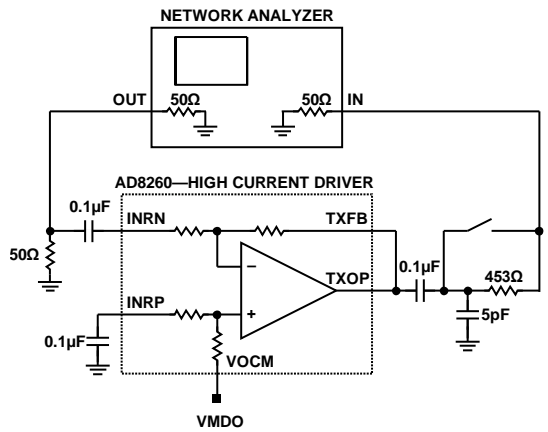 NETWORK ANALYZER
OUT
50Ω
50Ω
IN
AD8260—HIGH CURRENT DRIVER
0.1µF
INRN
TXFB
50Ω
TXOP
0.1µF
453Ω
INRP
5pF
0.1µF
VOCM
VMDO